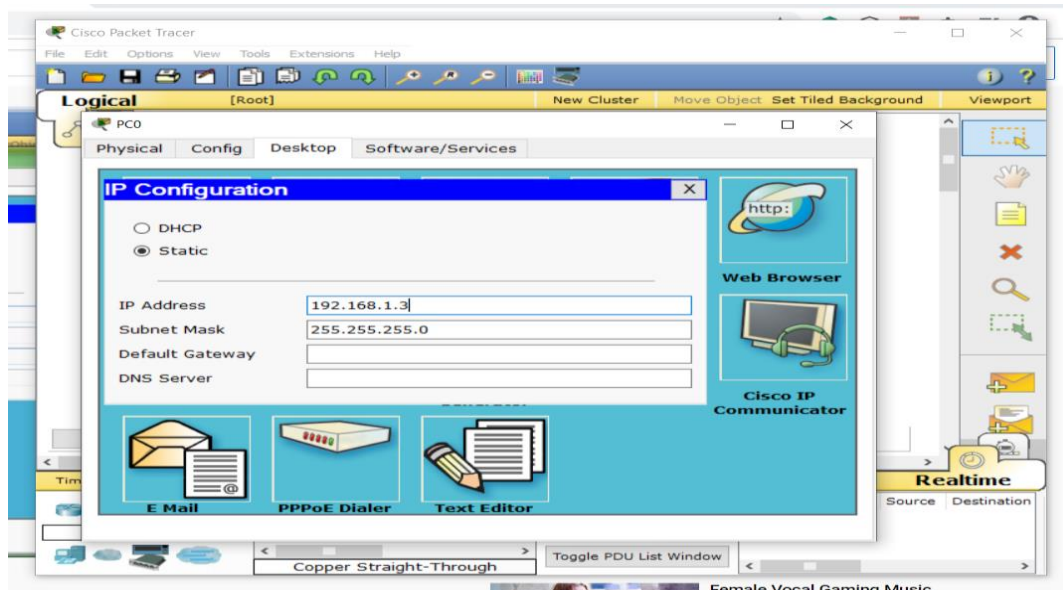 Cisco Packet Tracer
File Edit Options View Tools Extensions Help
Logical [Root] New Cluster Move Object Set Tiled Background Viewport
PC0
Physical Config Desktop Software/Services
IP Configuration X
http:
DHCP
Static
Web Browser
IP Address 192.168.1.3
Subnet Mask 255.255.255.0
Default Gateway
DNS Server
Cisco IP
Communicator
E Mail PPPoE Dialer Text Editor
Tim
Realtime
Source Destination
Toggle PDU List Window
Copper Straight-Through
Female Vocal Gaming Music